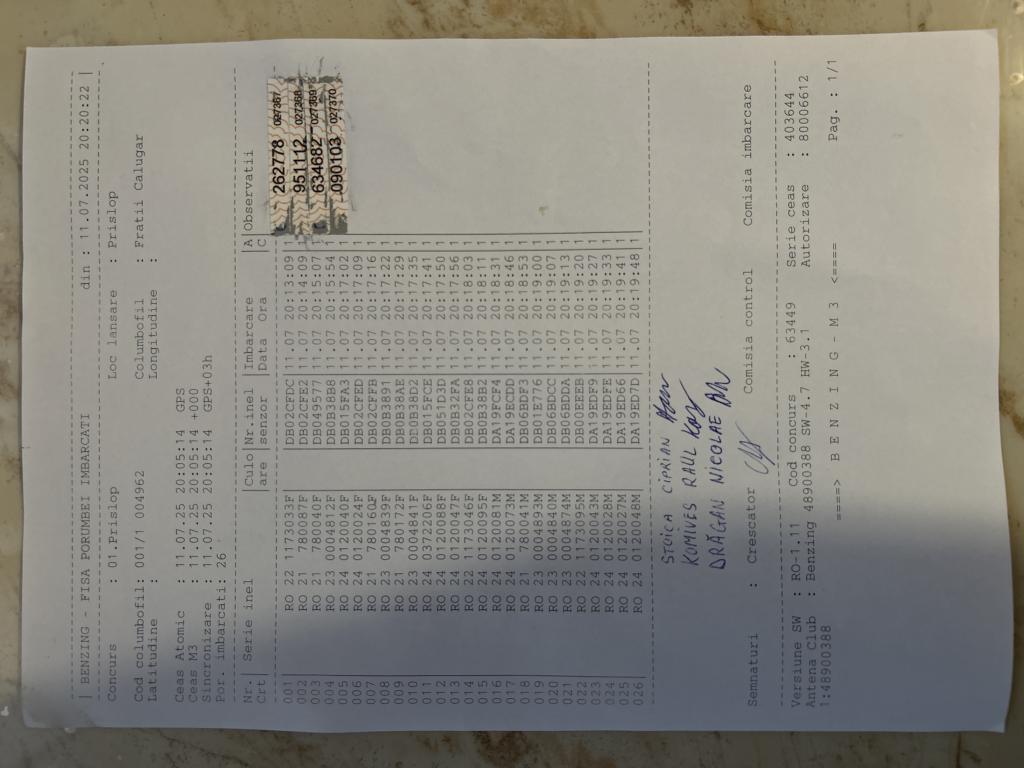 | BENZING - FISA PORUMBEI IMBARCATI din : 11.07.2025 20:20:22 |
Concurs : 01.Prislop Loc lansare : Prislop
Cod columbofil: 001/1 004962 Columbofil : Fratii Calugar
Latitudine : Longitudine :
Ceas Atomic : 11.07.25 20:05:14 GPS
Ceas M3 : 11.07.25 20:05:14 +000
Sincronizare : 11.07.25 20:05:14 GPS+03h
Por. imbarcati: 26
Nr.| Serie inel |Culo|Nr.inel |Imbarcare |A|Observatii
Crt| |are |senzor |Data Ora |C|
001| RO 22 1173033F| |DB02CFDC|11.07 20:13:09|1 262778 027367
002| RO 21 780087F| |DB02CFE2|11.07 20:14:09|1 951112 027368
003| RO 21 780040F| |DB049577|11.07 20:15:07|1 634682 027369
004| RO 23 0004812F| |DB0B38B8|11.07 20:15:54|1 090103 027370
005| RO 24 0120040F| |DB015FA3|11.07 20:17:02|1
006| RO 24 0120024F| |DB02CFED|11.07 20:17:09|1
007| RO 21 780160F| |DB02CFFB|11.07 20:17:16|1
008| RO 23 0004839F| |DB0B3891|11.07 20:17:22|1
009| RO 21 780172F| |DB0B38AE|11.07 20:17:29|1
010| RO 23 0004841F| |DB0B38D2|11.07 20:17:35|1
011| RO 24 0372206F| |DB015FCE|11.07 20:17:41|1
012| RO 24 0120088F| |DB051D3D|11.07 20:17:50|1
013| RO 24 0120047F| |DB0B32FA|11.07 20:17:56|1
014| RO 22 1173046F| |DB02CFE8|11.07 20:18:03|1
015| RO 24 0120095F| |DB0B38B2|11.07 20:18:11|1
016| RO 24 0120081M| |DA19FCF4|11.07 20:18:31|1
017| RO 24 0120073M| |DA19ECDD|11.07 20:18:46|1
018| RO 21 780041M| |DB00BDF3|11.07 20:18:53|1
019| RO 23 0004893M| |DB01E776|11.07 20:19:00|1
020| RO 24 0004840M| |DB06BDCC|11.07 20:19:07|1
021| RO 23 0004874M| |DB06BDDA|11.07 20:19:13|1
022| RO 22 1173095M| |DB00EEEB|11.07 20:19:20|1
023| RO 24 0120043M| |DA19EDF9|11.07 20:19:27|1
024| RO 24 0120028M| |DA19EDFE|11.07 20:19:33|1
025| RO 24 0120027M| |DA19ED66|11.07 20:19:41|1
026| RO 24 0120048M| |DA19ED7D|11.07 20:19:48|1
STOICA CIPRIAN
KOMIVES RAUL
DRĂGAN NICOLAE
Semnaturi : Crescator Comisia control Comisia imbarcare
Versiune SW : RO-1.11 Cod concurs : 63449 Serie ceas : 403644
Antena Club : Benzing 48900388 SW-4.7 HW-3.1 Autorizare : 80006612
1:48900388
====> B E N Z I N G - M 3 <==== Pag. : 1/1